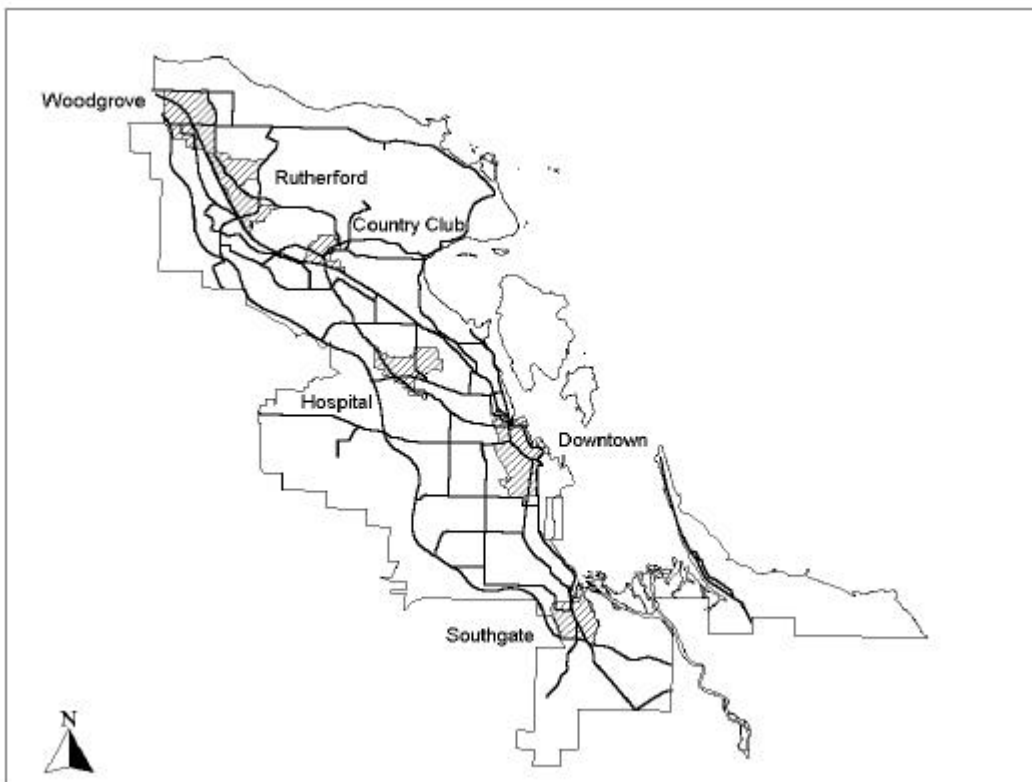 Woodgrove
Rutherford
Country Club
Hospital
Downtown
Southgate
N